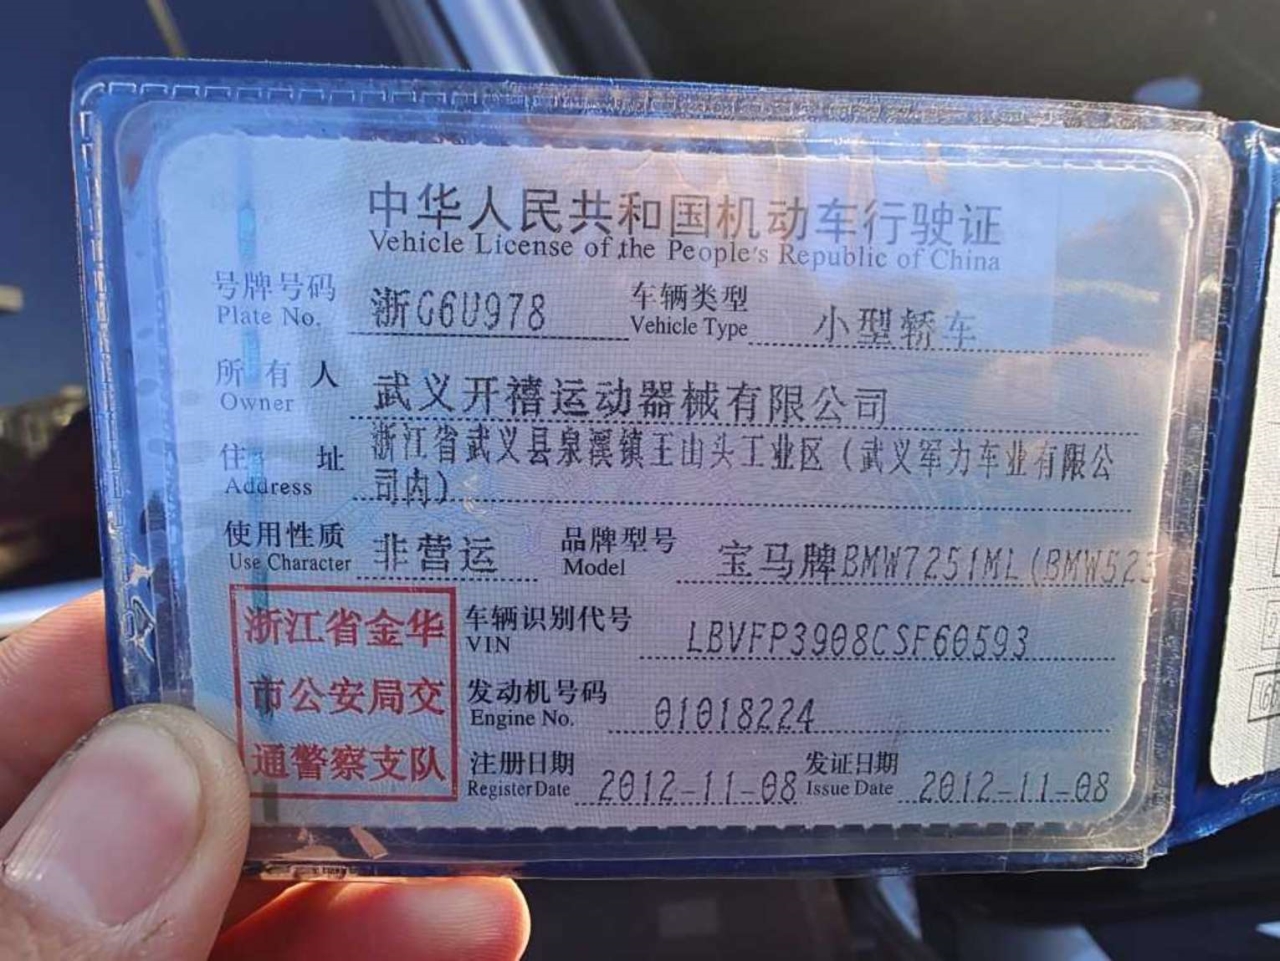 中华人民共和国机动车行驶证
Vehicle License of the People's Republic of China
号牌号码 浙G6U978 车辆类型 小型轿车
Plate No. Vehicle Type
所有人 武义开禧运动器械有限公司
Owner
住址 浙江省武义县泉溪镇王山头工业区（武义军力车业有限公
Address 司内）
使用性质 非营运 品牌型号 宝马牌BMW7251ML(BMW523
Use Character Model
浙江省金华 车辆识别代号 LBVFP3908CSF60593
VIN
市公安局交 发动机号码 01018224
Engine No.
通警察支队 注册日期 2012-11-08 发证日期 2012-11-08
Register Date Issue Date